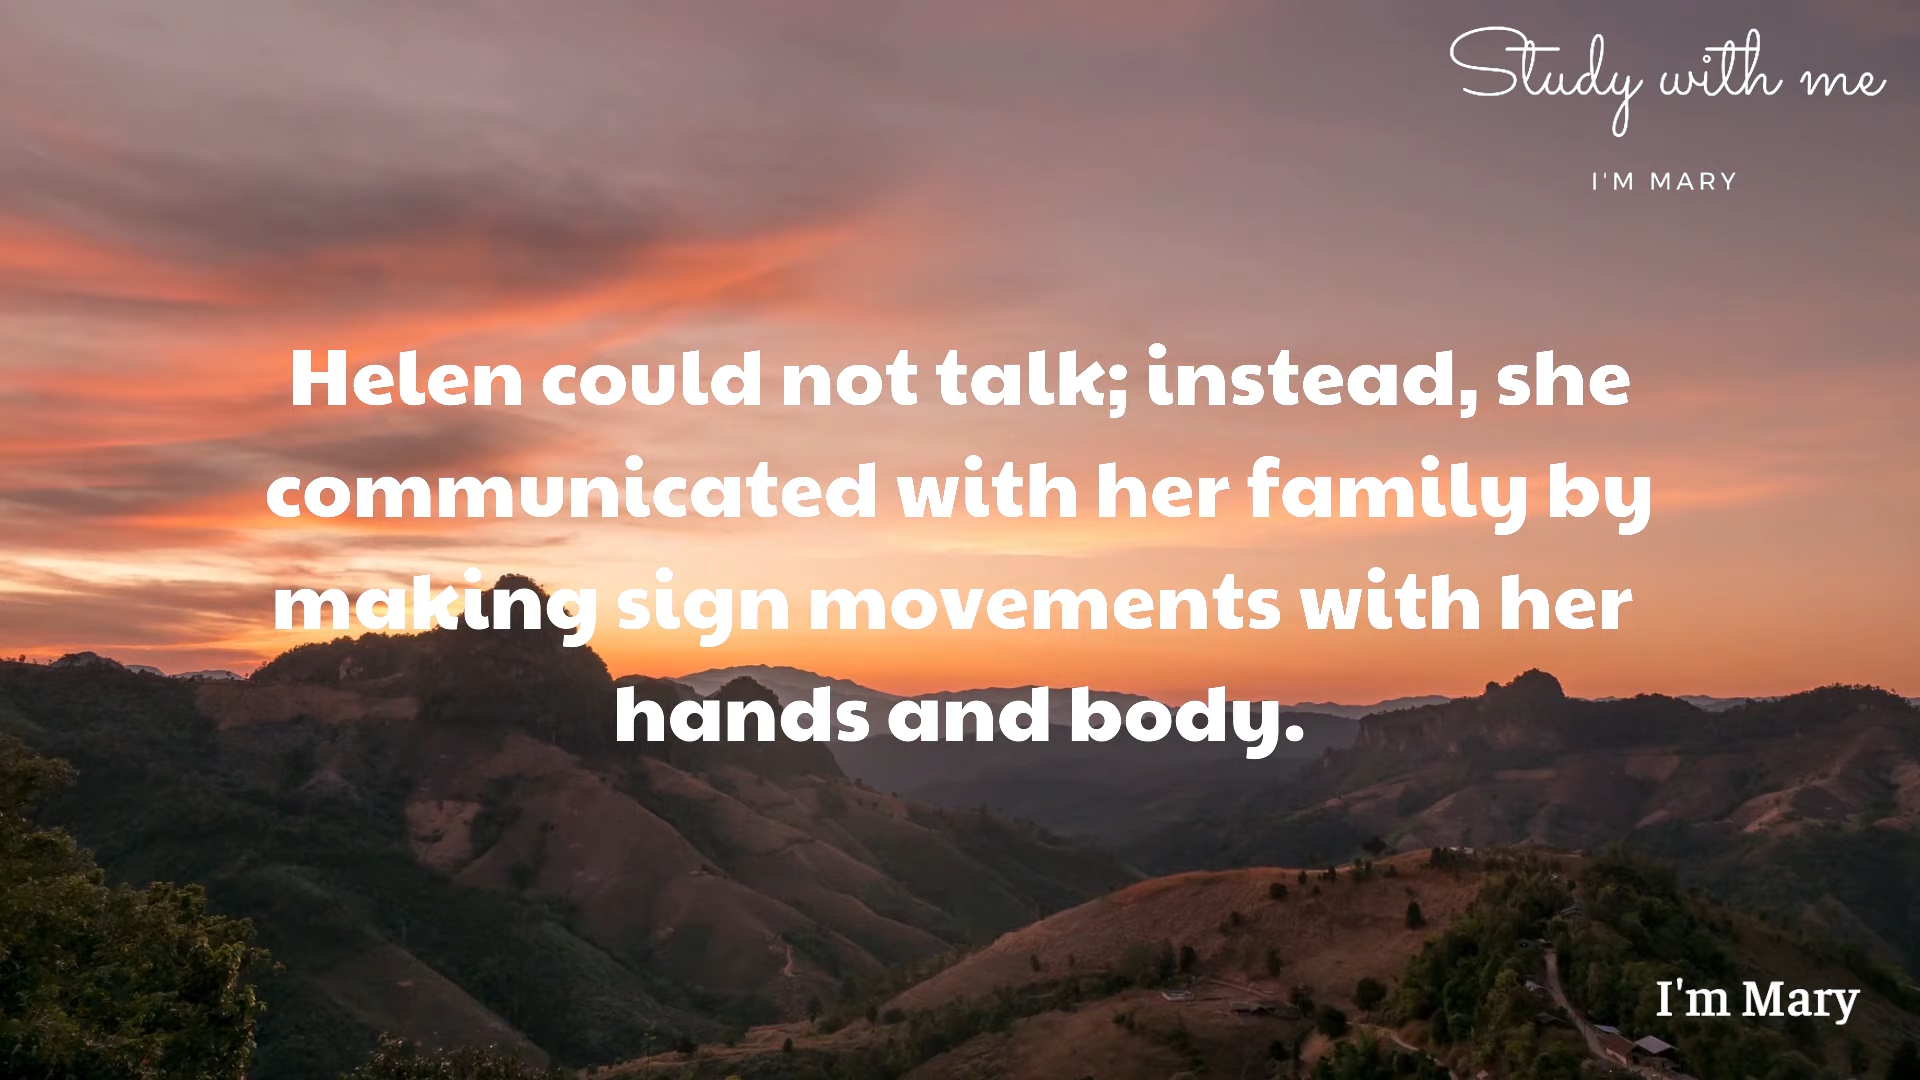 Study with me
I'M MARY
Helen could not talk; instead, she
communicated with her family by
making sign movements with her
hands and body.
I'm Mary